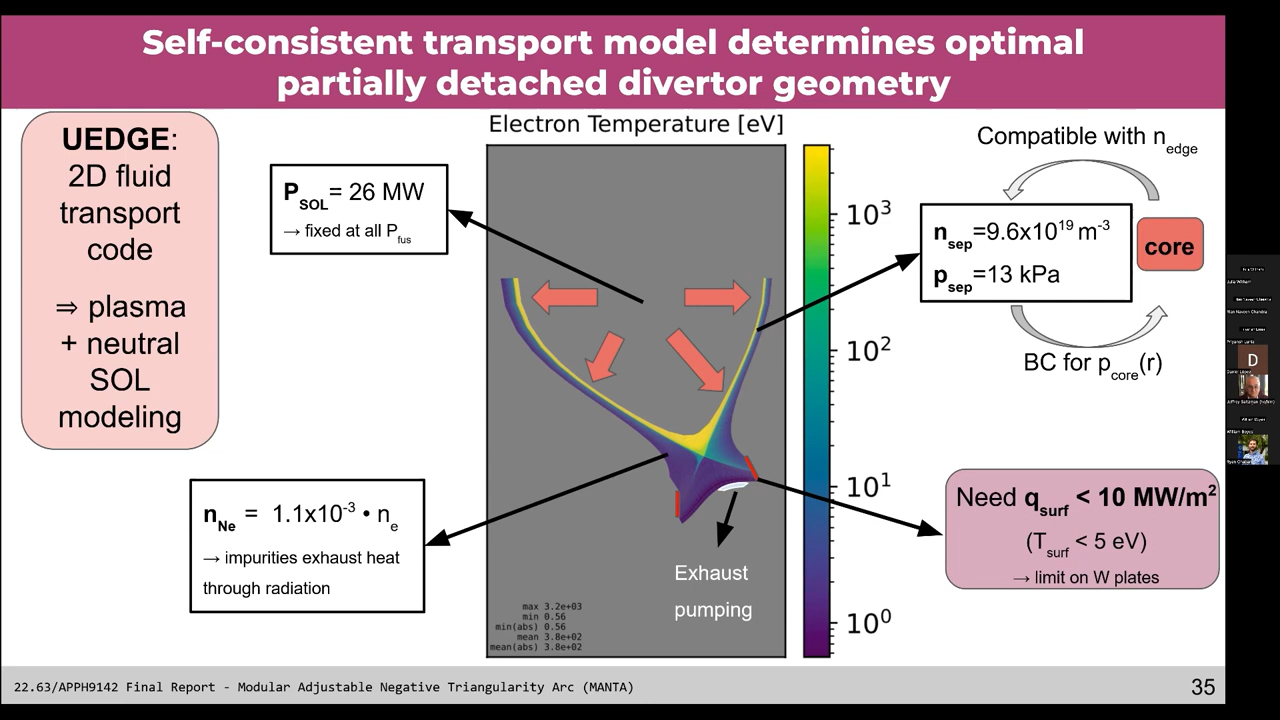 Self-consistent transport model determines optimal
partially detached divertor geometry
UEDGE:
2D fluid
transport
code
⇒ plasma
+ neutral
SOL
modeling
P_SOL= 26 MW
→ fixed at all P_fus
n_Ne = 1.1x10^-3 • n_e
→ impurities exhaust heat
through radiation
Electron Temperature [eV]
10^3
10^2
10^1
10^0
Exhaust
pumping
max 3.2e+03
min 0.56
min(abs) 0.56
mean 3.8e+02
mean(abs) 3.8e+02
Compatible with n_edge
n_sep=9.6x10^19 m^-3
p_sep=13 kPa
core
BC for p_core(r)
Need q_surf < 10 MW/m^2
(T_surf < 5 eV)
→ limit on W plates
22.63/APPH9142 Final Report - Modular Adjustable Negative Triangularity Arc (MANTA)
35
D